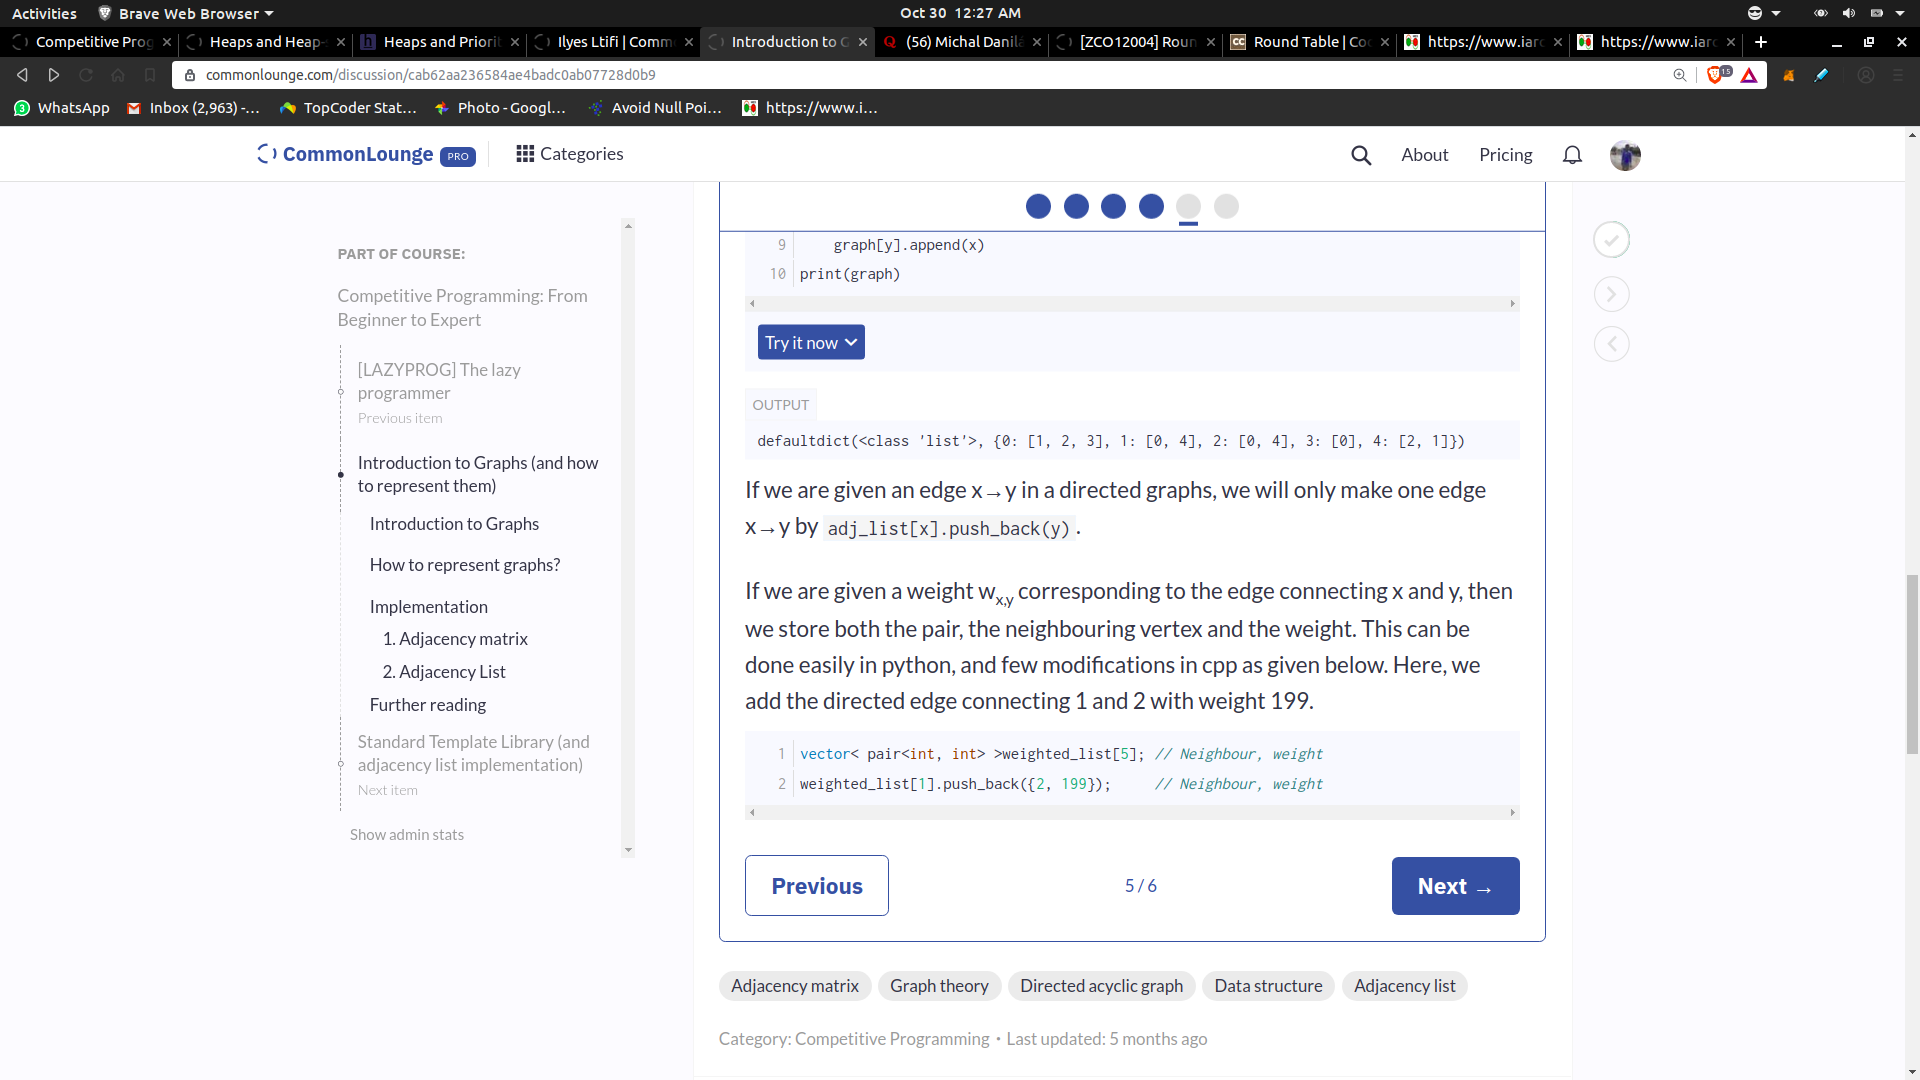 Activities Brave Web Browser Oct 30 12:27 AM
Competitive Prog Heaps and Heap- Heaps and Priorit Ilyes Ltifi | Comm Introduction to G (56) Michal Danila [ZCO12004] Roun Round Table | Co https://www.iarc https://www.iarc
commonlounge.com/discussion/cab62aa236584ae4badc0ab07728d0b9 15
WhatsApp Inbox (2,963) -... TopCoder Stat... Photo - Googl... Avoid Null Poi... https://www.i...
CommonLounge PRO Categories About Pricing
PART OF COURSE:
Competitive Programming: From
Beginner to Expert
[LAZYPROG] The lazy
programmer
Previous item
Introduction to Graphs (and how
to represent them)
Introduction to Graphs
How to represent graphs?
Implementation
1. Adjacency matrix
2. Adjacency List
Further reading
Standard Template Library (and
adjacency list implementation)
Next item
Show admin stats
9 graph[y].append(x)
10 print(graph)
Try it now
OUTPUT
defaultdict(<class 'list'>, {0: [1, 2, 3], 1: [0, 4], 2: [0, 4], 3: [0], 4: [2, 1]})
If we are given an edge x→y in a directed graphs, we will only make one edge
x→y by adj_list[x].push_back(y) .
If we are given a weight wx,y corresponding to the edge connecting x and y, then
we store both the pair, the neighbouring vertex and the weight. This can be
done easily in python, and few modifications in cpp as given below. Here, we
add the directed edge connecting 1 and 2 with weight 199.
1 vector< pair<int, int> >weighted_list[5]; // Neighbour, weight
2 weighted_list[1].push_back({2, 199}); // Neighbour, weight
Previous 5 / 6 Next →
Adjacency matrix Graph theory Directed acyclic graph Data structure Adjacency list
Category: Competitive Programming • Last updated: 5 months ago